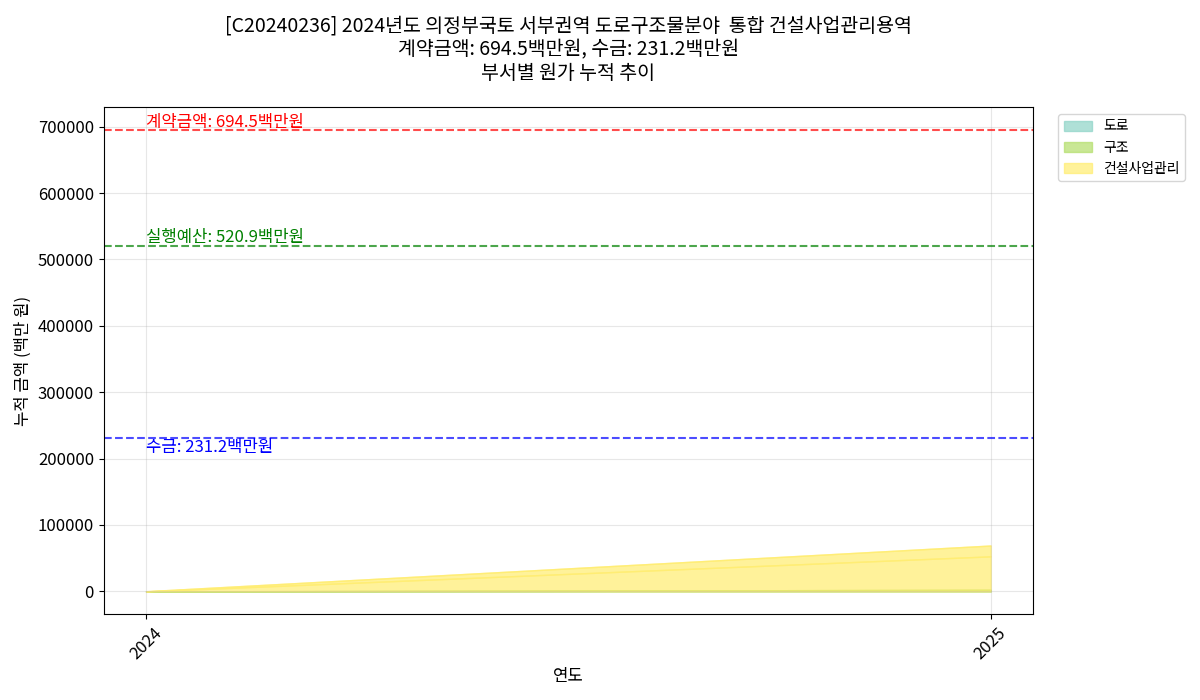 [C20240236] 2024년도 의정부국토 서부권역 도로구조물분야  통합 건설사업관리용역
계약금액: 694.5백만원, 수금: 231.2백만원
부서별 원가 누적 추이
계약금액: 694.5백만원
실행예산: 520.9백만원
수금: 231.2백만원
누적 금액 (백만 원)
700000
600000
500000
400000
300000
200000
100000
0
2024
2025
연도
도로
구조
건설사업관리